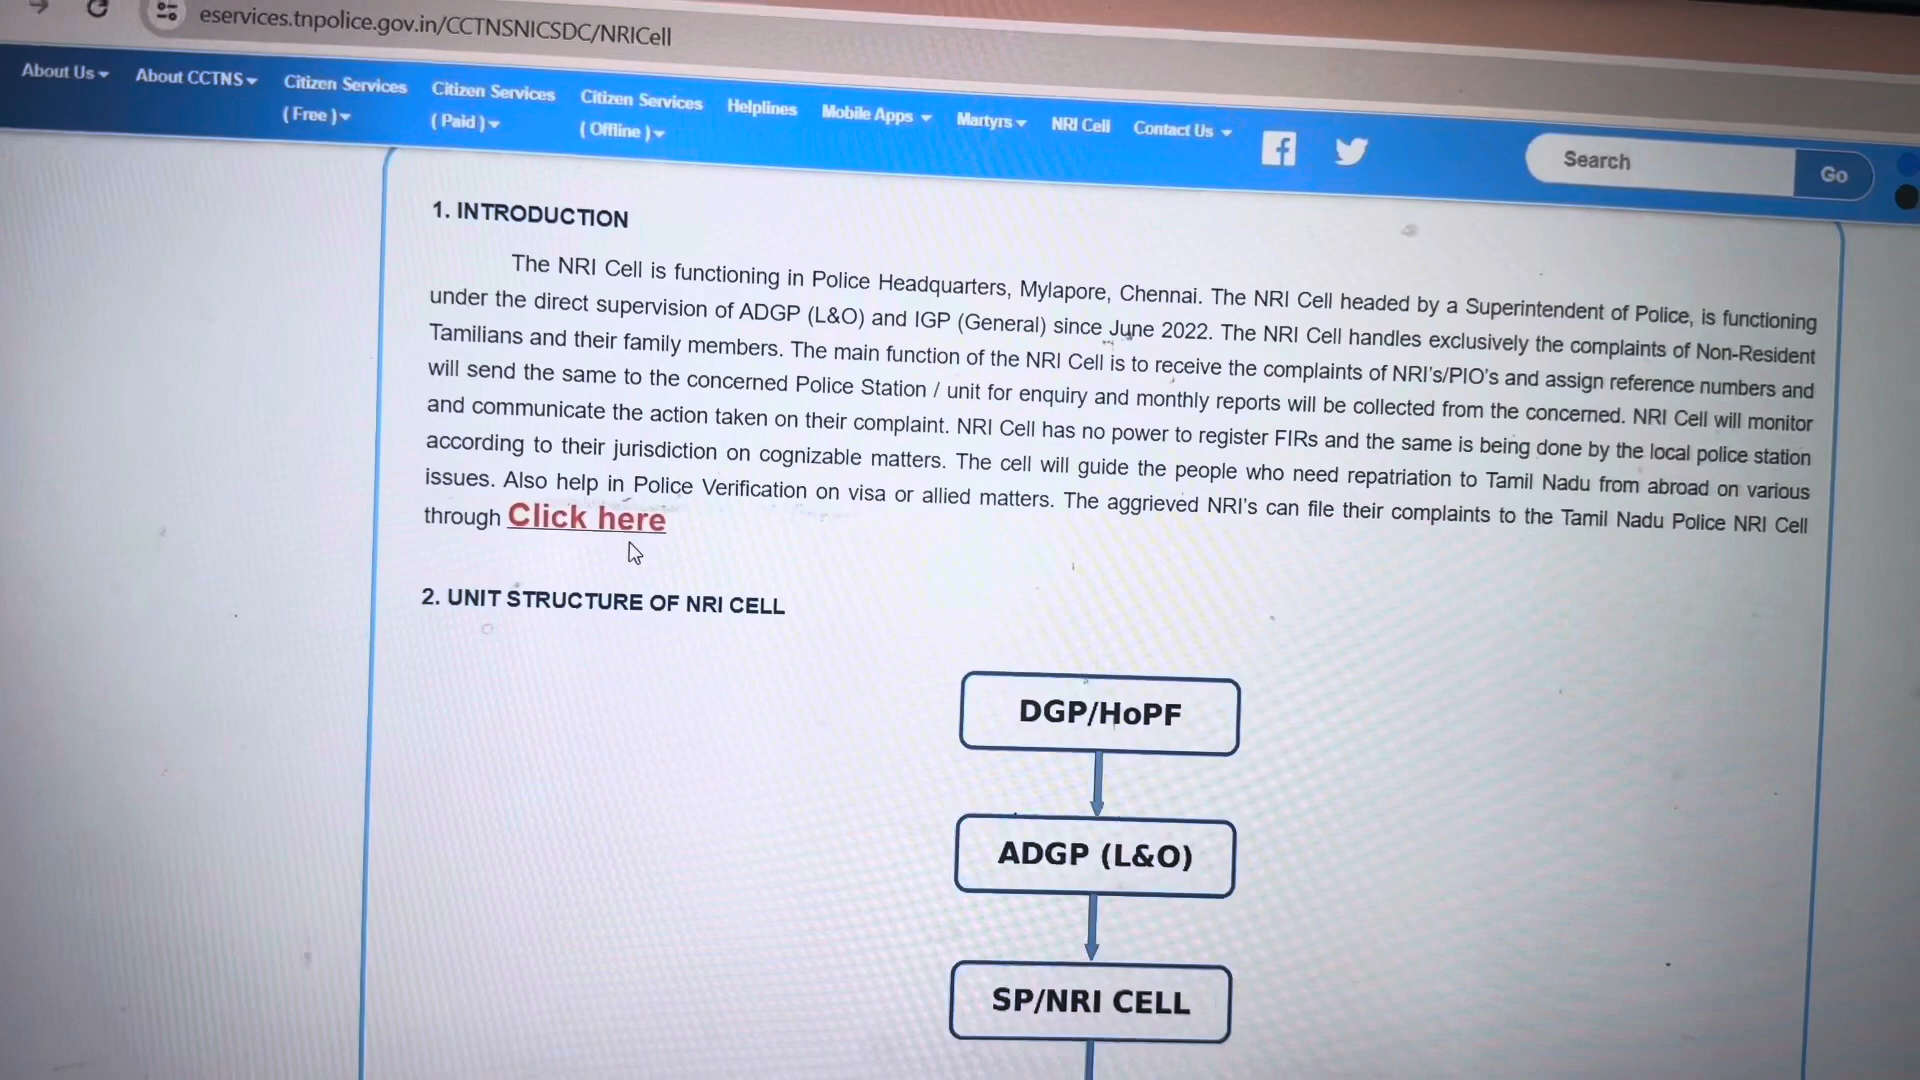 eservices.tnpolice.gov.in/CCTNSNICSDC/NRICell
About Us About CCTNS Citizen Services ( Free ) Citizen Services ( Paid ) Citizen Services ( Offline ) Helplines Mobile Apps Martyrs NRI Cell Contact Us Search Go
1. INTRODUCTION
The NRI Cell is functioning in Police Headquarters, Mylapore, Chennai. The NRI Cell headed by a Superintendent of Police, is functioning
under the direct supervision of ADGP (L&O) and IGP (General) since June 2022. The NRI Cell handles exclusively the complaints of Non-Resident
Tamilians and their family members. The main function of the NRI Cell is to receive the complaints of NRI's/PIO's and assign reference numbers and
will send the same to the concerned Police Station / unit for enquiry and monthly reports will be collected from the concerned. NRI Cell will monitor
and communicate the action taken on their complaint. NRI Cell has no power to register FIRs and the same is being done by the local police station
according to their jurisdiction on cognizable matters. The cell will guide the people who need repatriation to Tamil Nadu from abroad on various
issues. Also help in Police Verification on visa or allied matters. The aggrieved NRI's can file their complaints to the Tamil Nadu Police NRI Cell
through Click here
2. UNIT STRUCTURE OF NRI CELL
DGP/HoPF
ADGP (L&O)
SP/NRI CELL